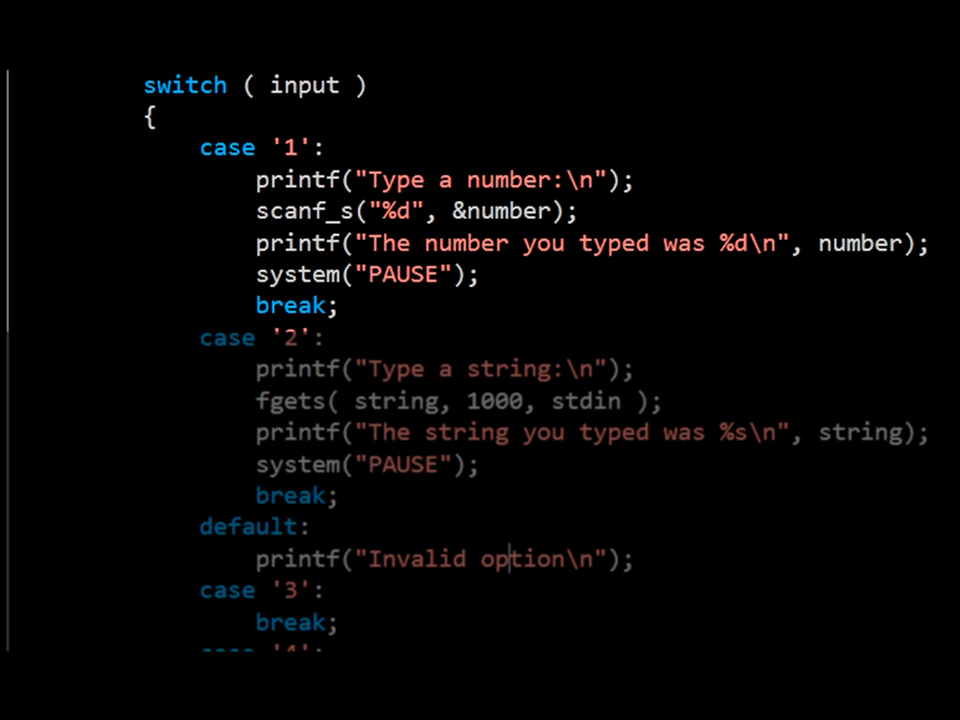 switch ( input )
{
case '1':
printf("Type a number:\n");
scanf_s("%d", &number);
printf("The number you typed was %d\n", number);
system("PAUSE");
break;
case '2':
printf("Type a string:\n");
fgets( string, 1000, stdin );
printf("The string you typed was %s\n", string);
system("PAUSE");
break;
default:
printf("Invalid option\n");
case '3':
break;
case '4':